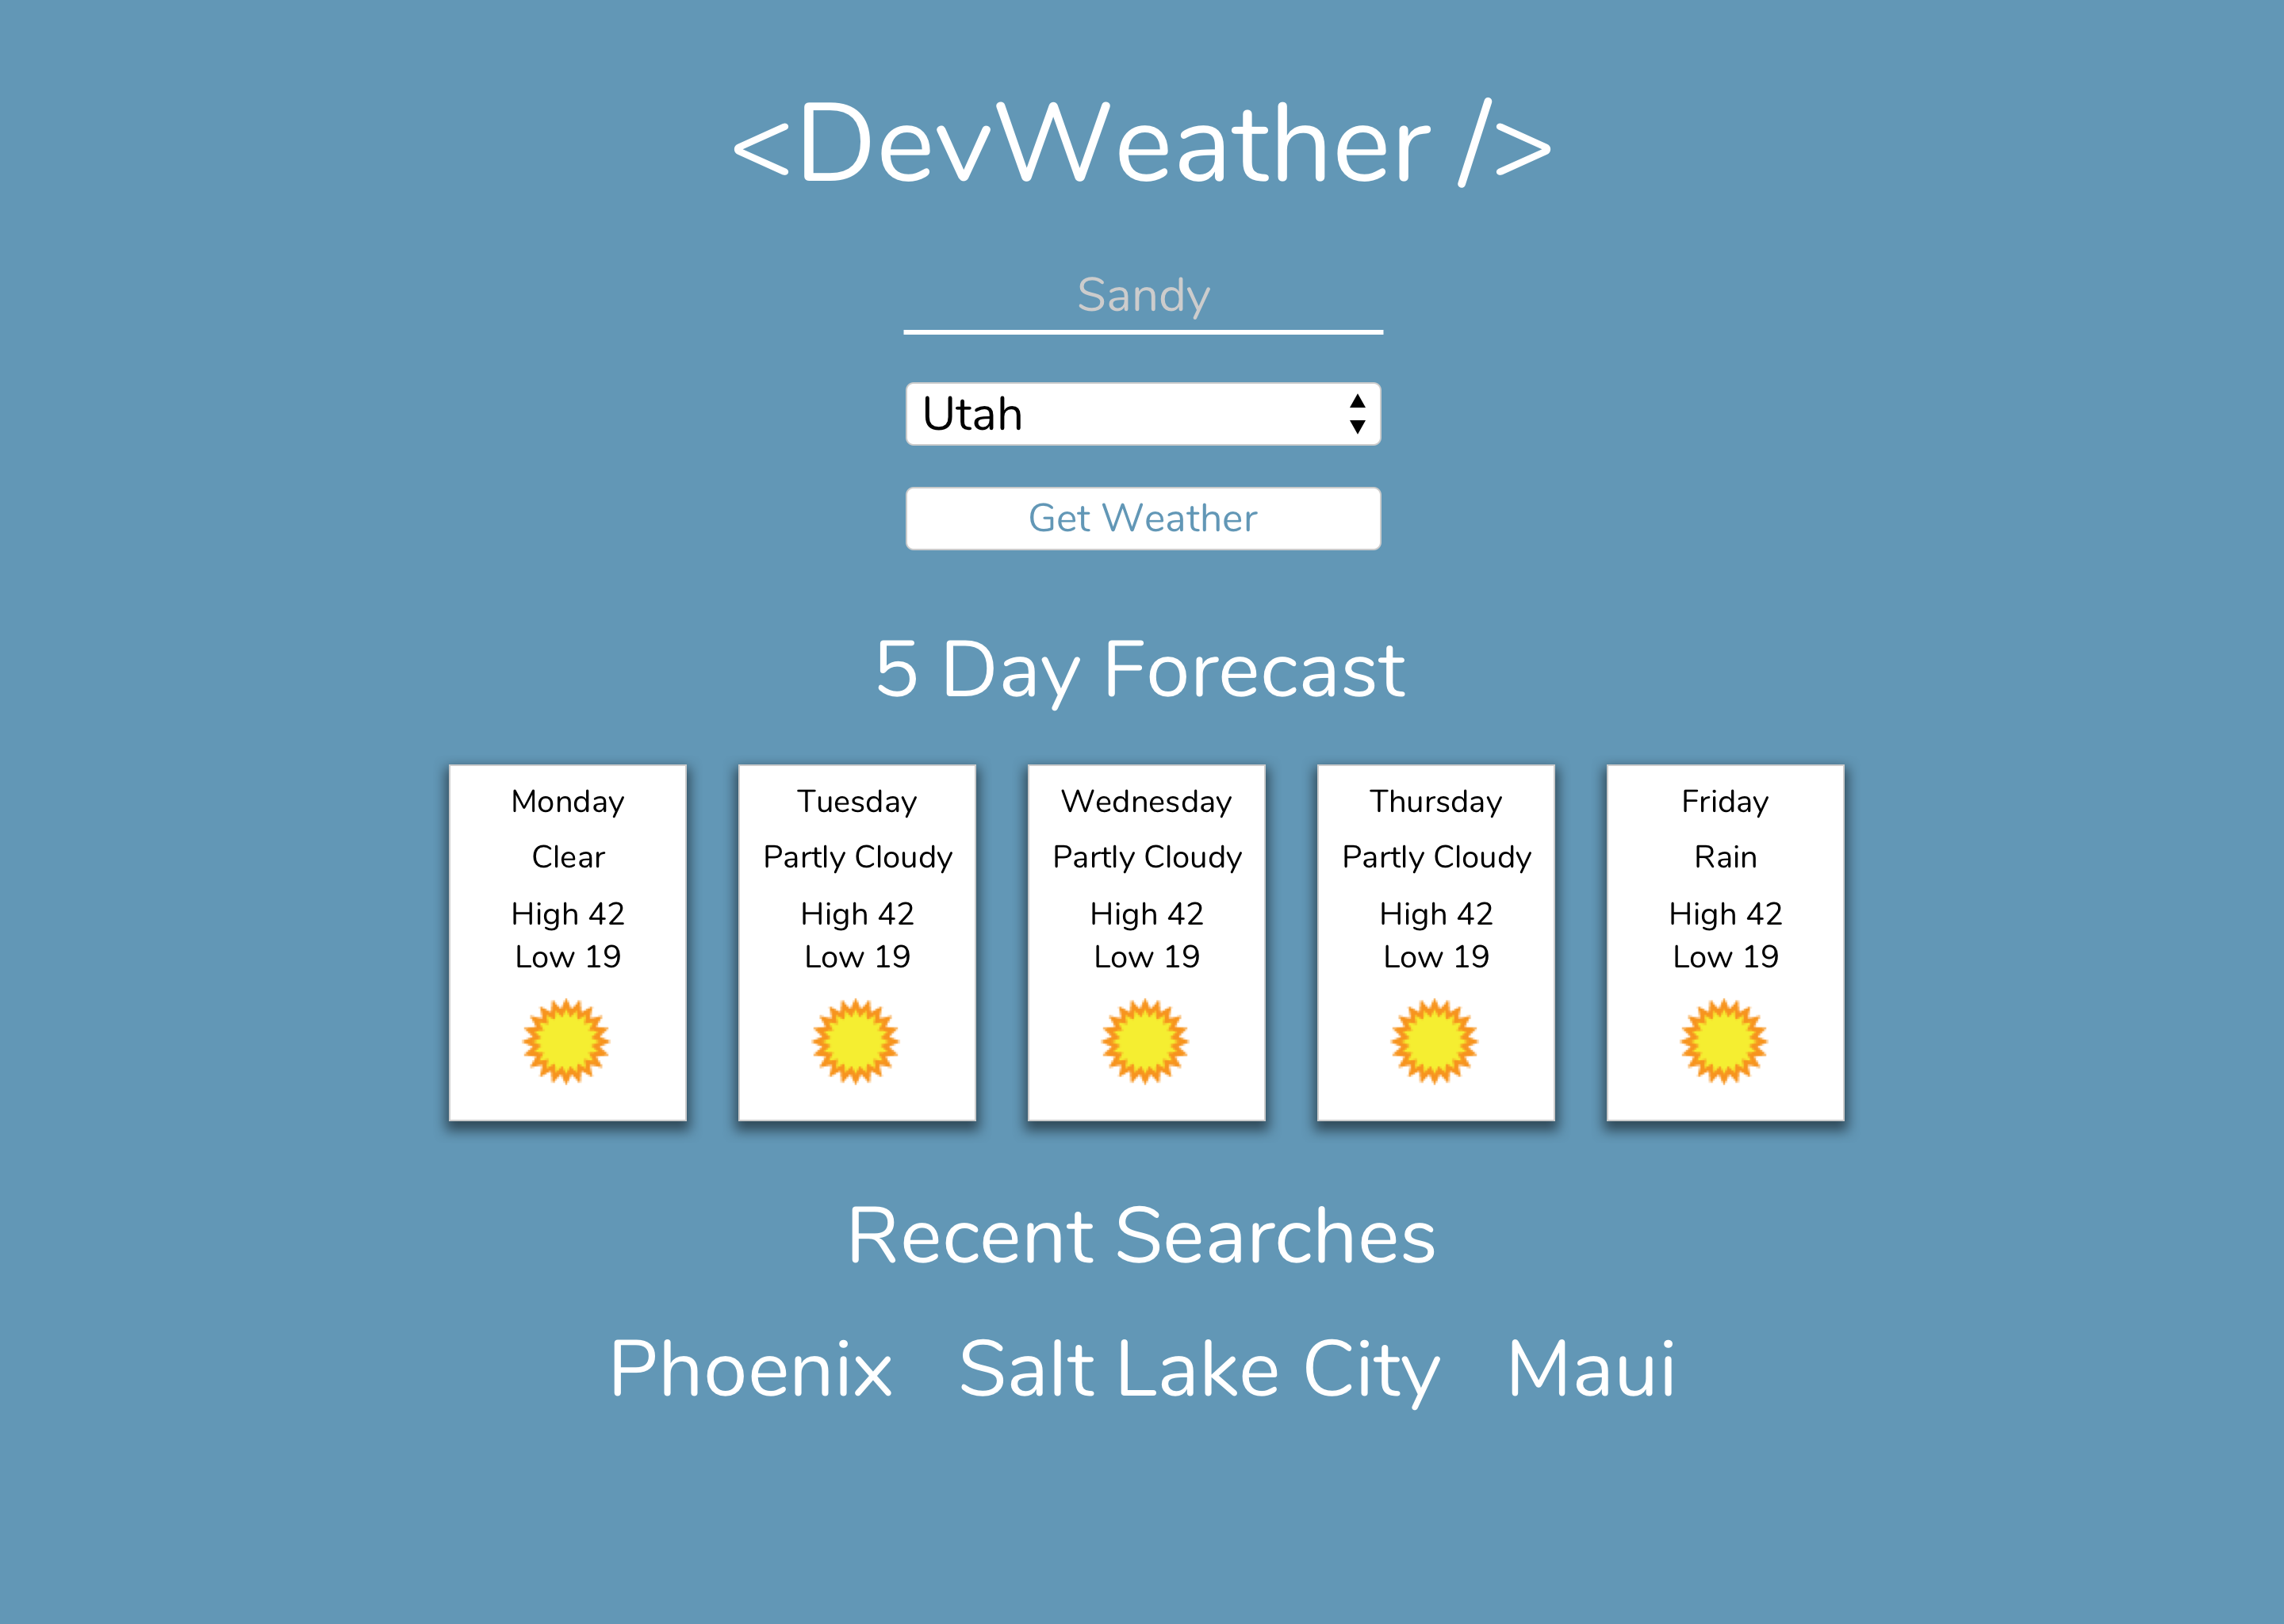 <DevWeather />
Sandy
Utah
Get Weather
5 Day Forecast
Monday
Clear
High 42
Low 19
Tuesday
Partly Cloudy
High 42
Low 19
Wednesday
Partly Cloudy
High 42
Low 19
Thursday
Partly Cloudy
High 42
Low 19
Friday
Rain
High 42
Low 19
Recent Searches
Phoenix Salt Lake City Maui